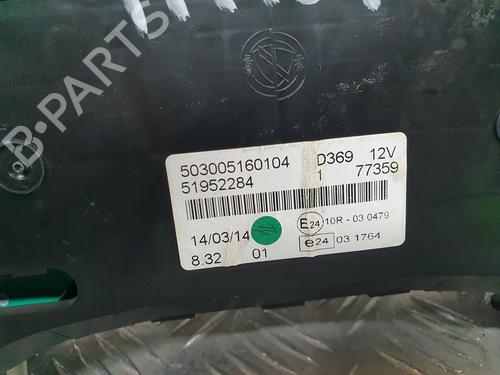 503005160104 D369 12V
51952284 1 77359
14/03/14 E24 10R - 03 0479
8.32 01 e24 03 1764